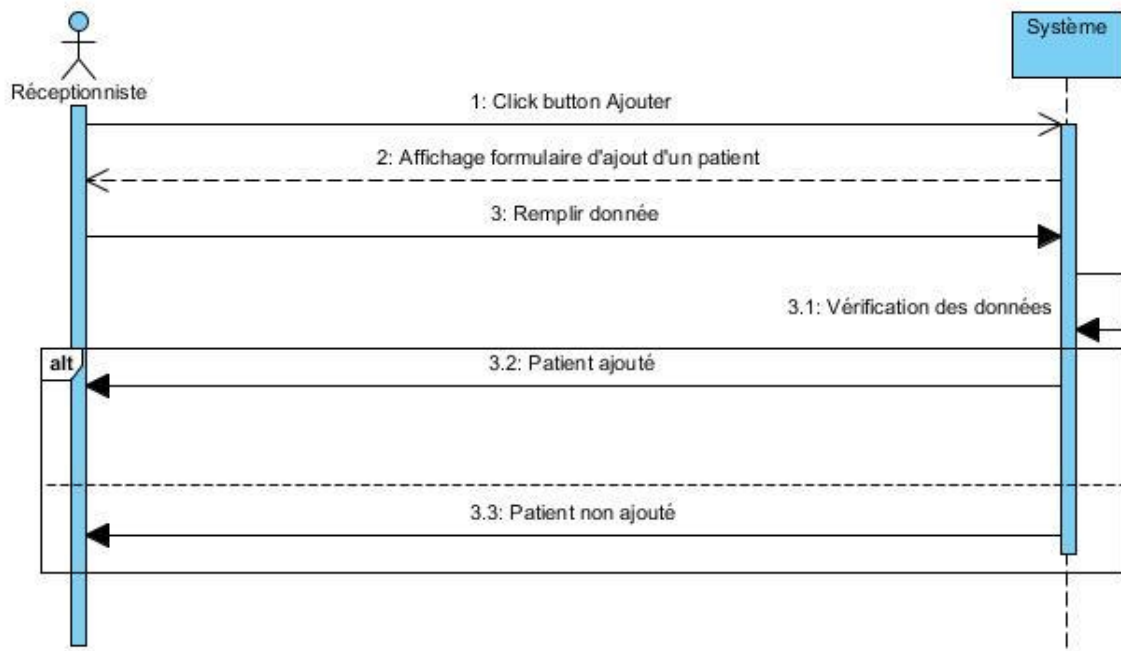 Système
Réceptionniste
1: Click button Ajouter
2: Affichage formulaire d'ajout d'un patient
3: Remplir donnée
3.1: Vérification des données
alt
3.2: Patient ajouté
3.3: Patient non ajouté